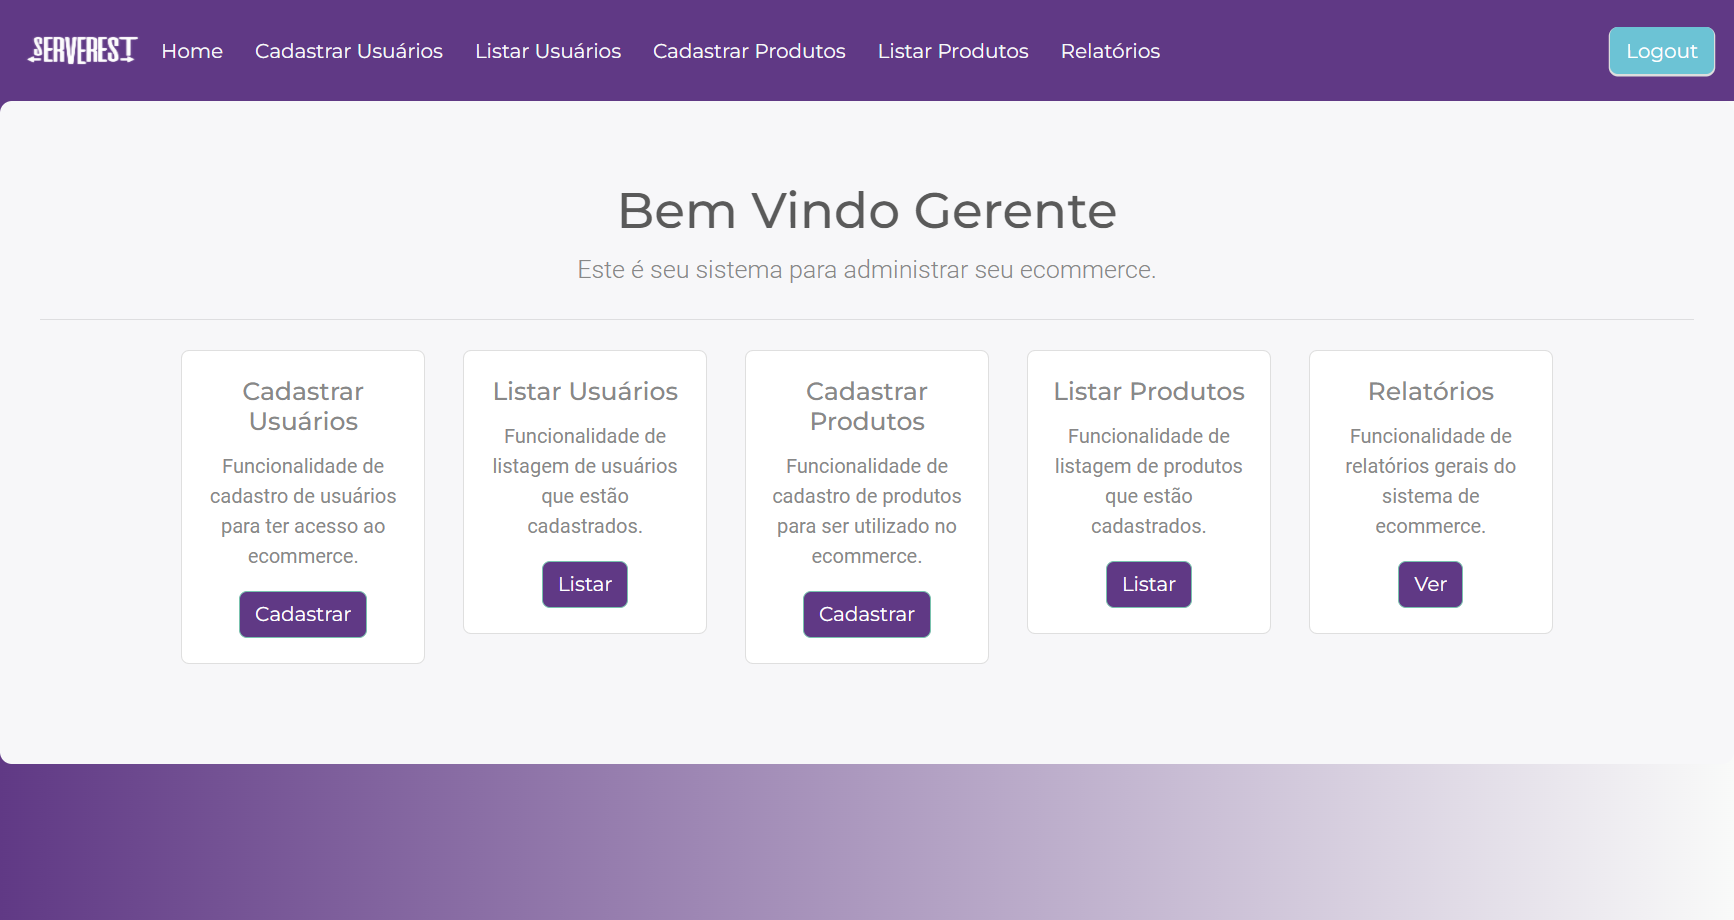 SERVEREST Home Cadastrar Usuários Listar Usuários Cadastrar Produtos Listar Produtos Relatórios Logout
Bem Vindo Gerente
Este é seu sistema para administrar seu ecommerce.
Cadastrar
Usuários
Funcionalidade de
cadastro de usuários
para ter acesso ao
ecommerce.
Cadastrar
Listar Usuários
Funcionalidade de
listagem de usuários
que estão
cadastrados.
Listar
Cadastrar
Produtos
Funcionalidade de
cadastro de produtos
para ser utilizado no
ecommerce.
Cadastrar
Listar Produtos
Funcionalidade de
listagem de produtos
que estão
cadastrados.
Listar
Relatórios
Funcionalidade de
relatórios gerais do
sistema de
ecommerce.
Ver